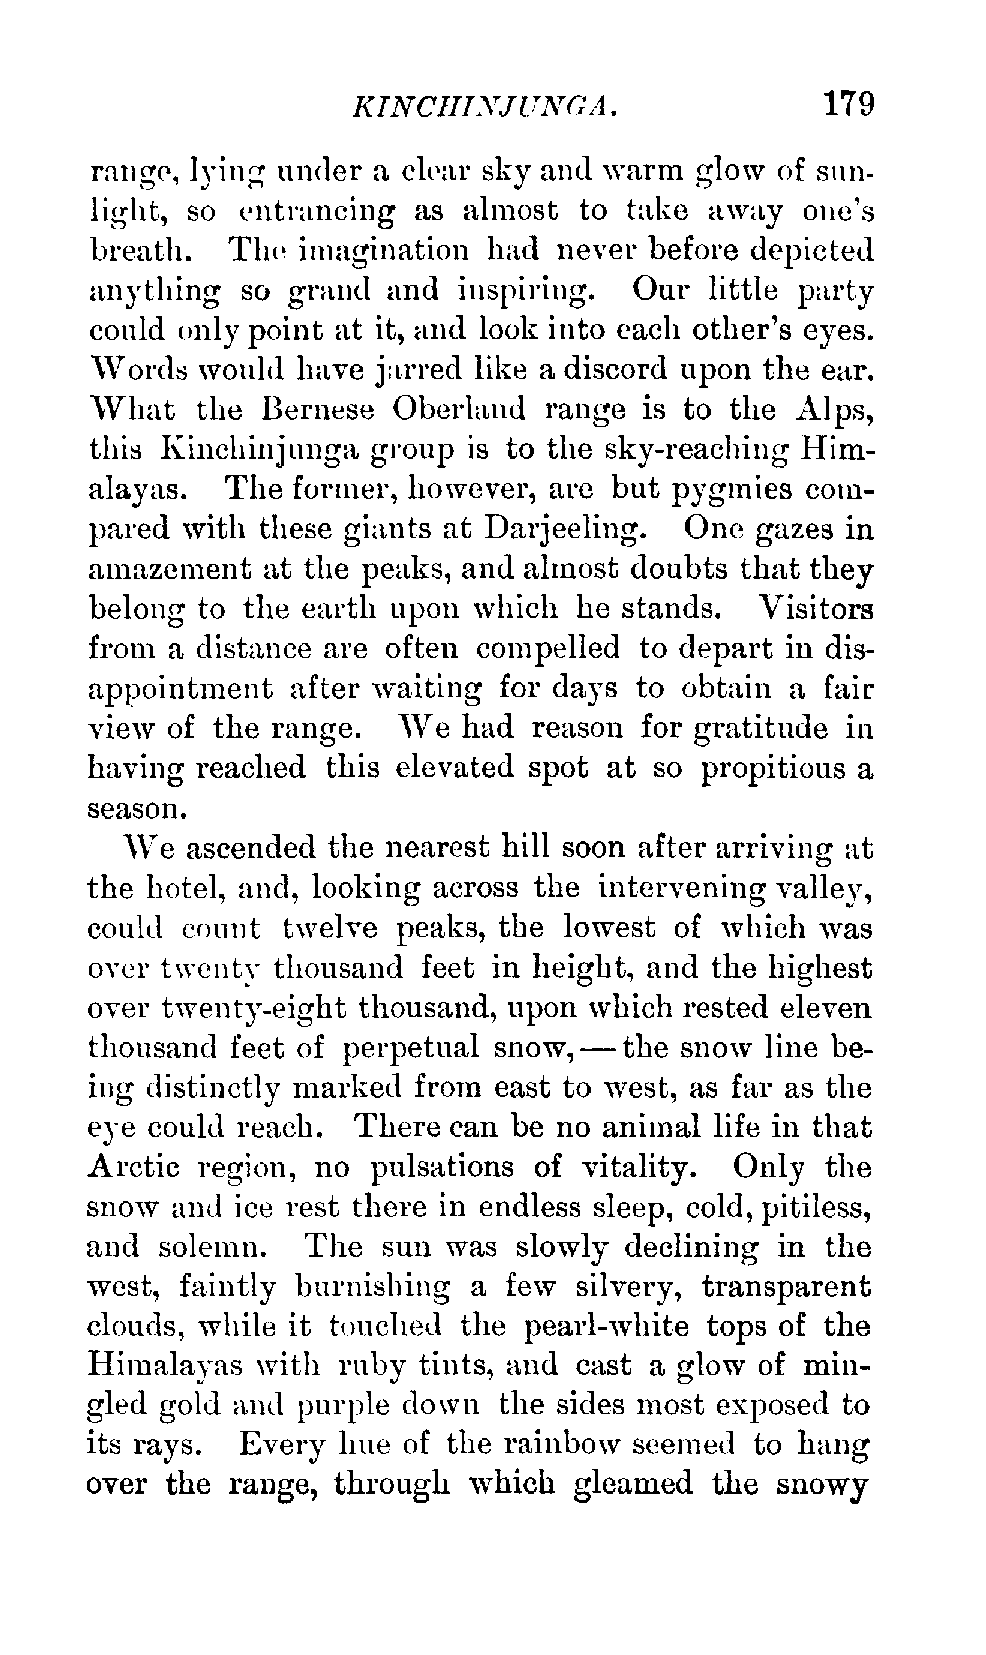 KINCHINJUNGA. 179
range, lying under a clear sky and warm glow of sun-
light, so entrancing as almost to take away one's
breath. The imagination had never before depicted
anything so grand and inspiring. Our little party
could only point at it, and look into each other's eyes.
Words would have jarred like a discord upon the ear.
What the Bernese Oberland range is to the Alps,
this Kinchinjunga group is to the sky-reaching Him-
alayas. The former, however, are but pygmies com-
pared with these giants at Darjeeling. One gazes in
amazement at the peaks, and almost doubts that they
belong to the earth upon which he stands. Visitors
from a distance are often compelled to depart in dis-
appointment after waiting for days to obtain a fair
view of the range. We had reason for gratitude in
having reached this elevated spot at so propitious a
season.
We ascended the nearest hill soon after arriving at
the hotel, and, looking across the intervening valley,
could count twelve peaks, the lowest of which was
over twenty thousand feet in height, and the highest
over twenty-eight thousand, upon which rested eleven
thousand feet of perpetual snow,—the snow line be-
ing distinctly marked from east to west, as far as the
eye could reach. There can be no animal life in that
Arctic region, no pulsations of vitality. Only the
snow and ice rest there in endless sleep, cold, pitiless,
and solemn. The sun was slowly declining in the
west, faintly burnishing a few silvery, transparent
clouds, while it touched the pearl-white tops of the
Himalayas with ruby tints, and cast a glow of min-
gled gold and purple down the sides most exposed to
its rays. Every hue of the rainbow seemed to hang
over the range, through which gleamed the snowy